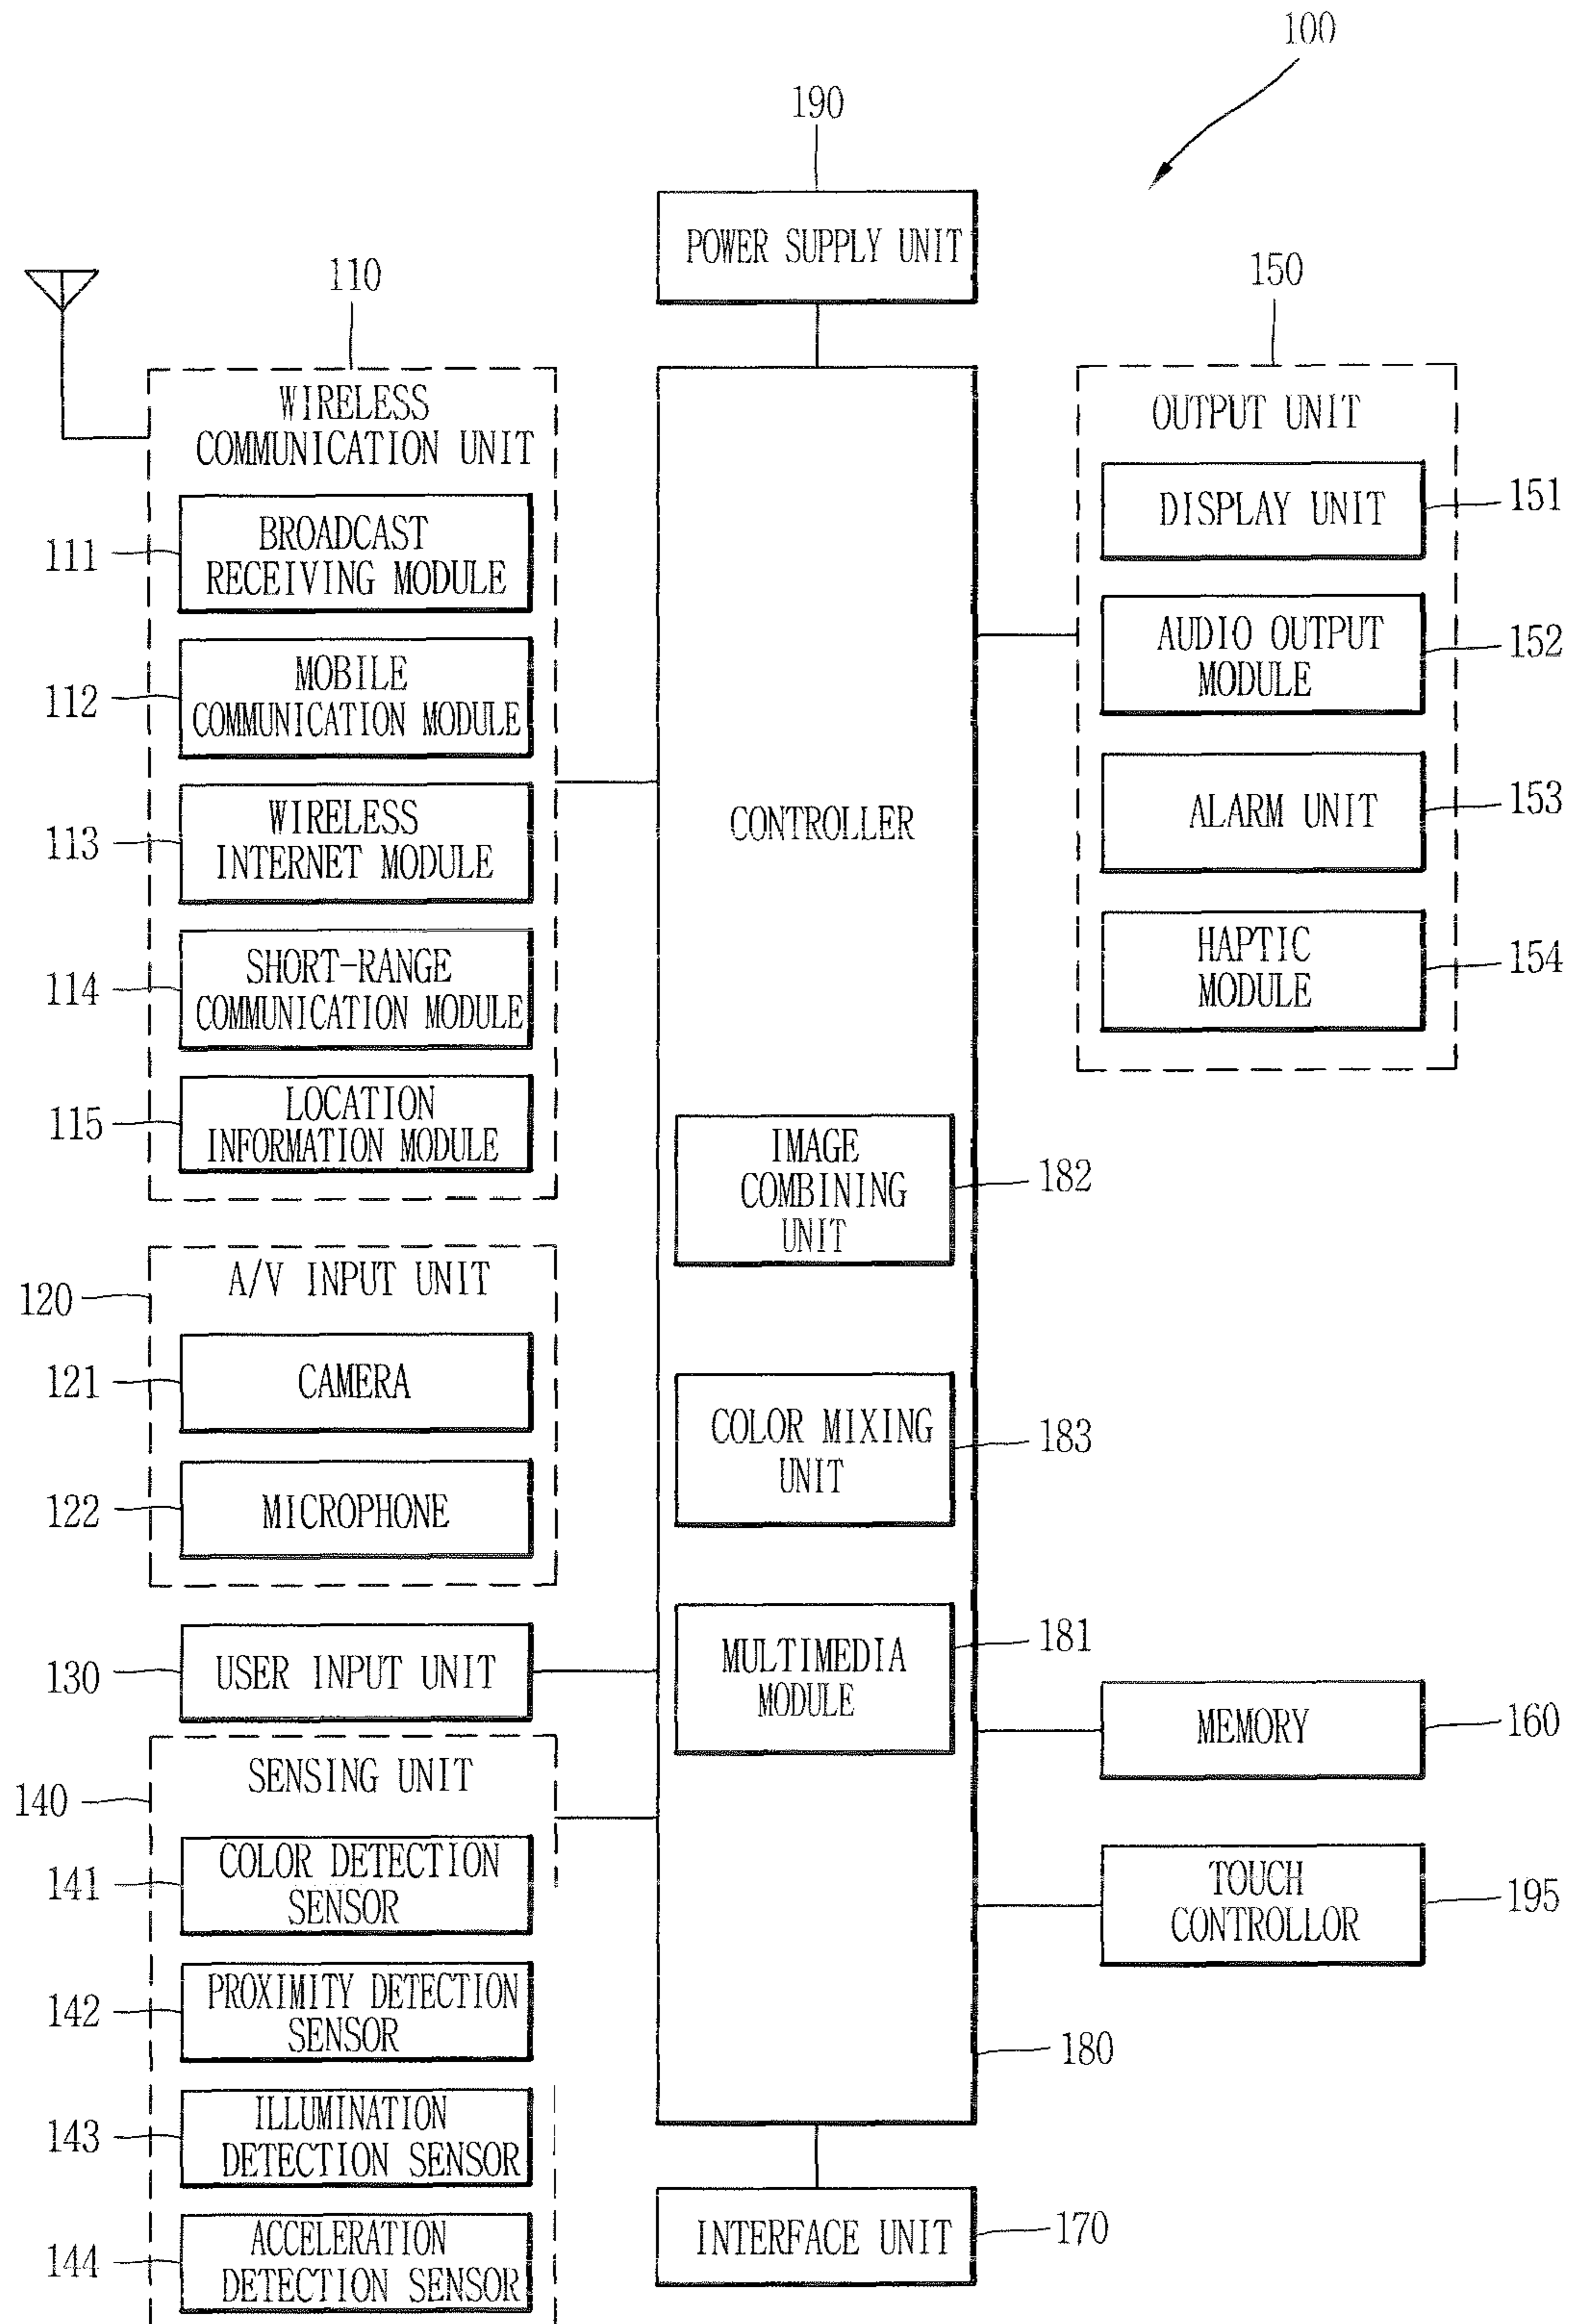 100
190
POWER SUPPLY UNIT
110
WIRELESS
COMMUNICATION UNIT
111
BROADCAST
RECEIVING MODULE
112
MOBILE
COMMUNICATION MODULE
113
WIRELESS
INTERNET MODULE
114
SHORT-RANGE
COMMUNICATION MODULE
115
LOCATION
INFORMATION MODULE
120
A/V INPUT UNIT
121
CAMERA
122
MICROPHONE
130
USER INPUT UNIT
140
SENSING UNIT
141
COLOR DETECTION
SENSOR
142
PROXIMITY DETECTION
SENSOR
143
ILLUMINATION
DETECTION SENSOR
144
ACCELERATION
DETECTION SENSOR
CONTROLLER
IMAGE
COMBINING
UNIT
182
COLOR MIXING
UNIT
183
MULTIMEDIA
MODULE
181
180
INTERFACE UNIT
170
150
OUTPUT UNIT
DISPLAY UNIT
151
AUDIO OUTPUT
MODULE
152
ALARM UNIT
153
HAPTIC
MODULE
154
MEMORY
160
TOUCH
CONTROLLOR
195